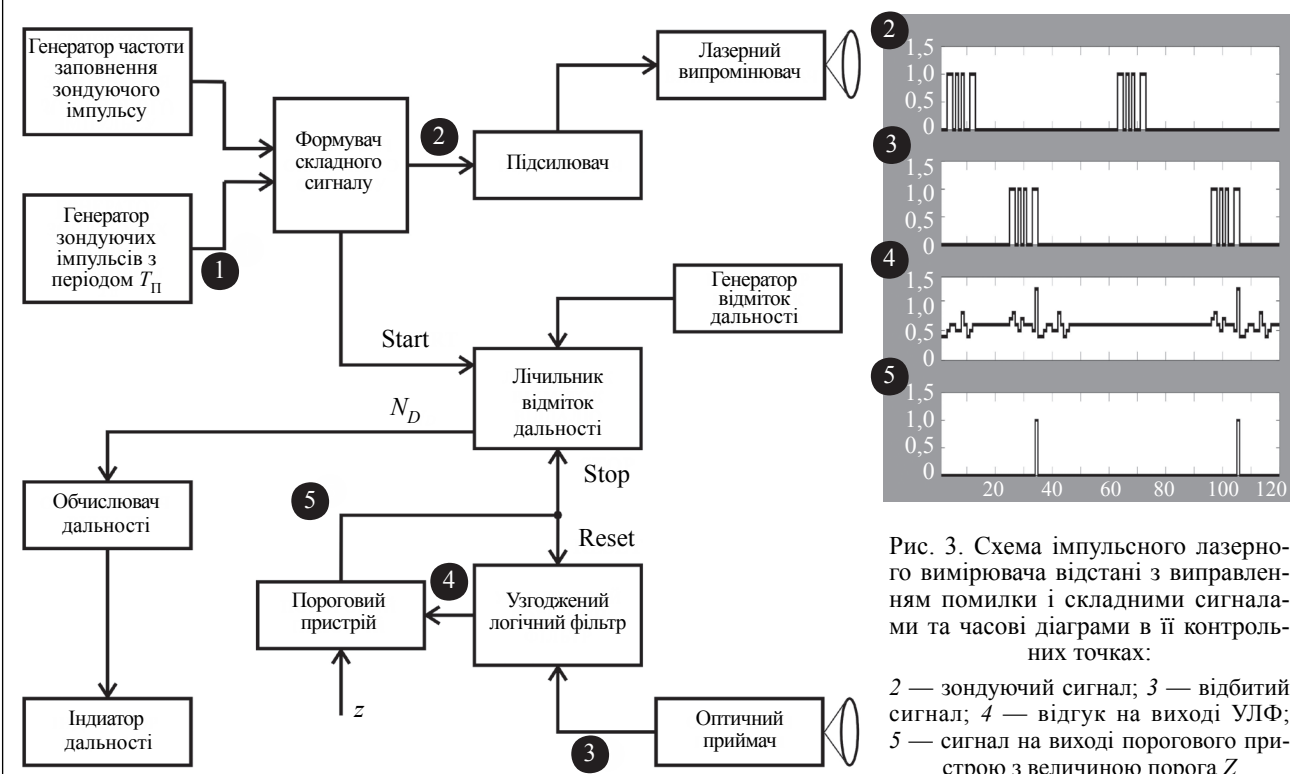 Генератор частоти
заповнення
зондуючого
імпульсу
Генератор
зондуючих
імпульсів з
періодом TП
1
Формувач
складного
сигналу
2
Підсилювач
Лазерний
випромінювач
Генератор
відміток
дальності
Start
Лічильник
відміток
дальності
ND
Stop
Обчислювач
дальності
5
Reset
Пороговий
пристрій
4
Узгоджений
логічний фільтр
z
Індиатор
дальності
3
Оптичний
приймач
2
1,5
1,0
0,5
0
3
1,5
1,0
0,5
0
4
1,5
1,0
0,5
0
5
1,5
1,0
0,5
0
20 40 60 80 100 120
Рис. 3. Схема імпульсного лазерно-
го вимірювача відстані з виправлен-
ням помилки і складними сигнала-
ми та часові діаграми в її контроль-
них точках:
2 — зондуючий сигнал; 3 — відбитий
сигнал; 4 — відгук на виході УЛФ;
5 — сигнал на виході порогового при-
строю з величиною порога Z